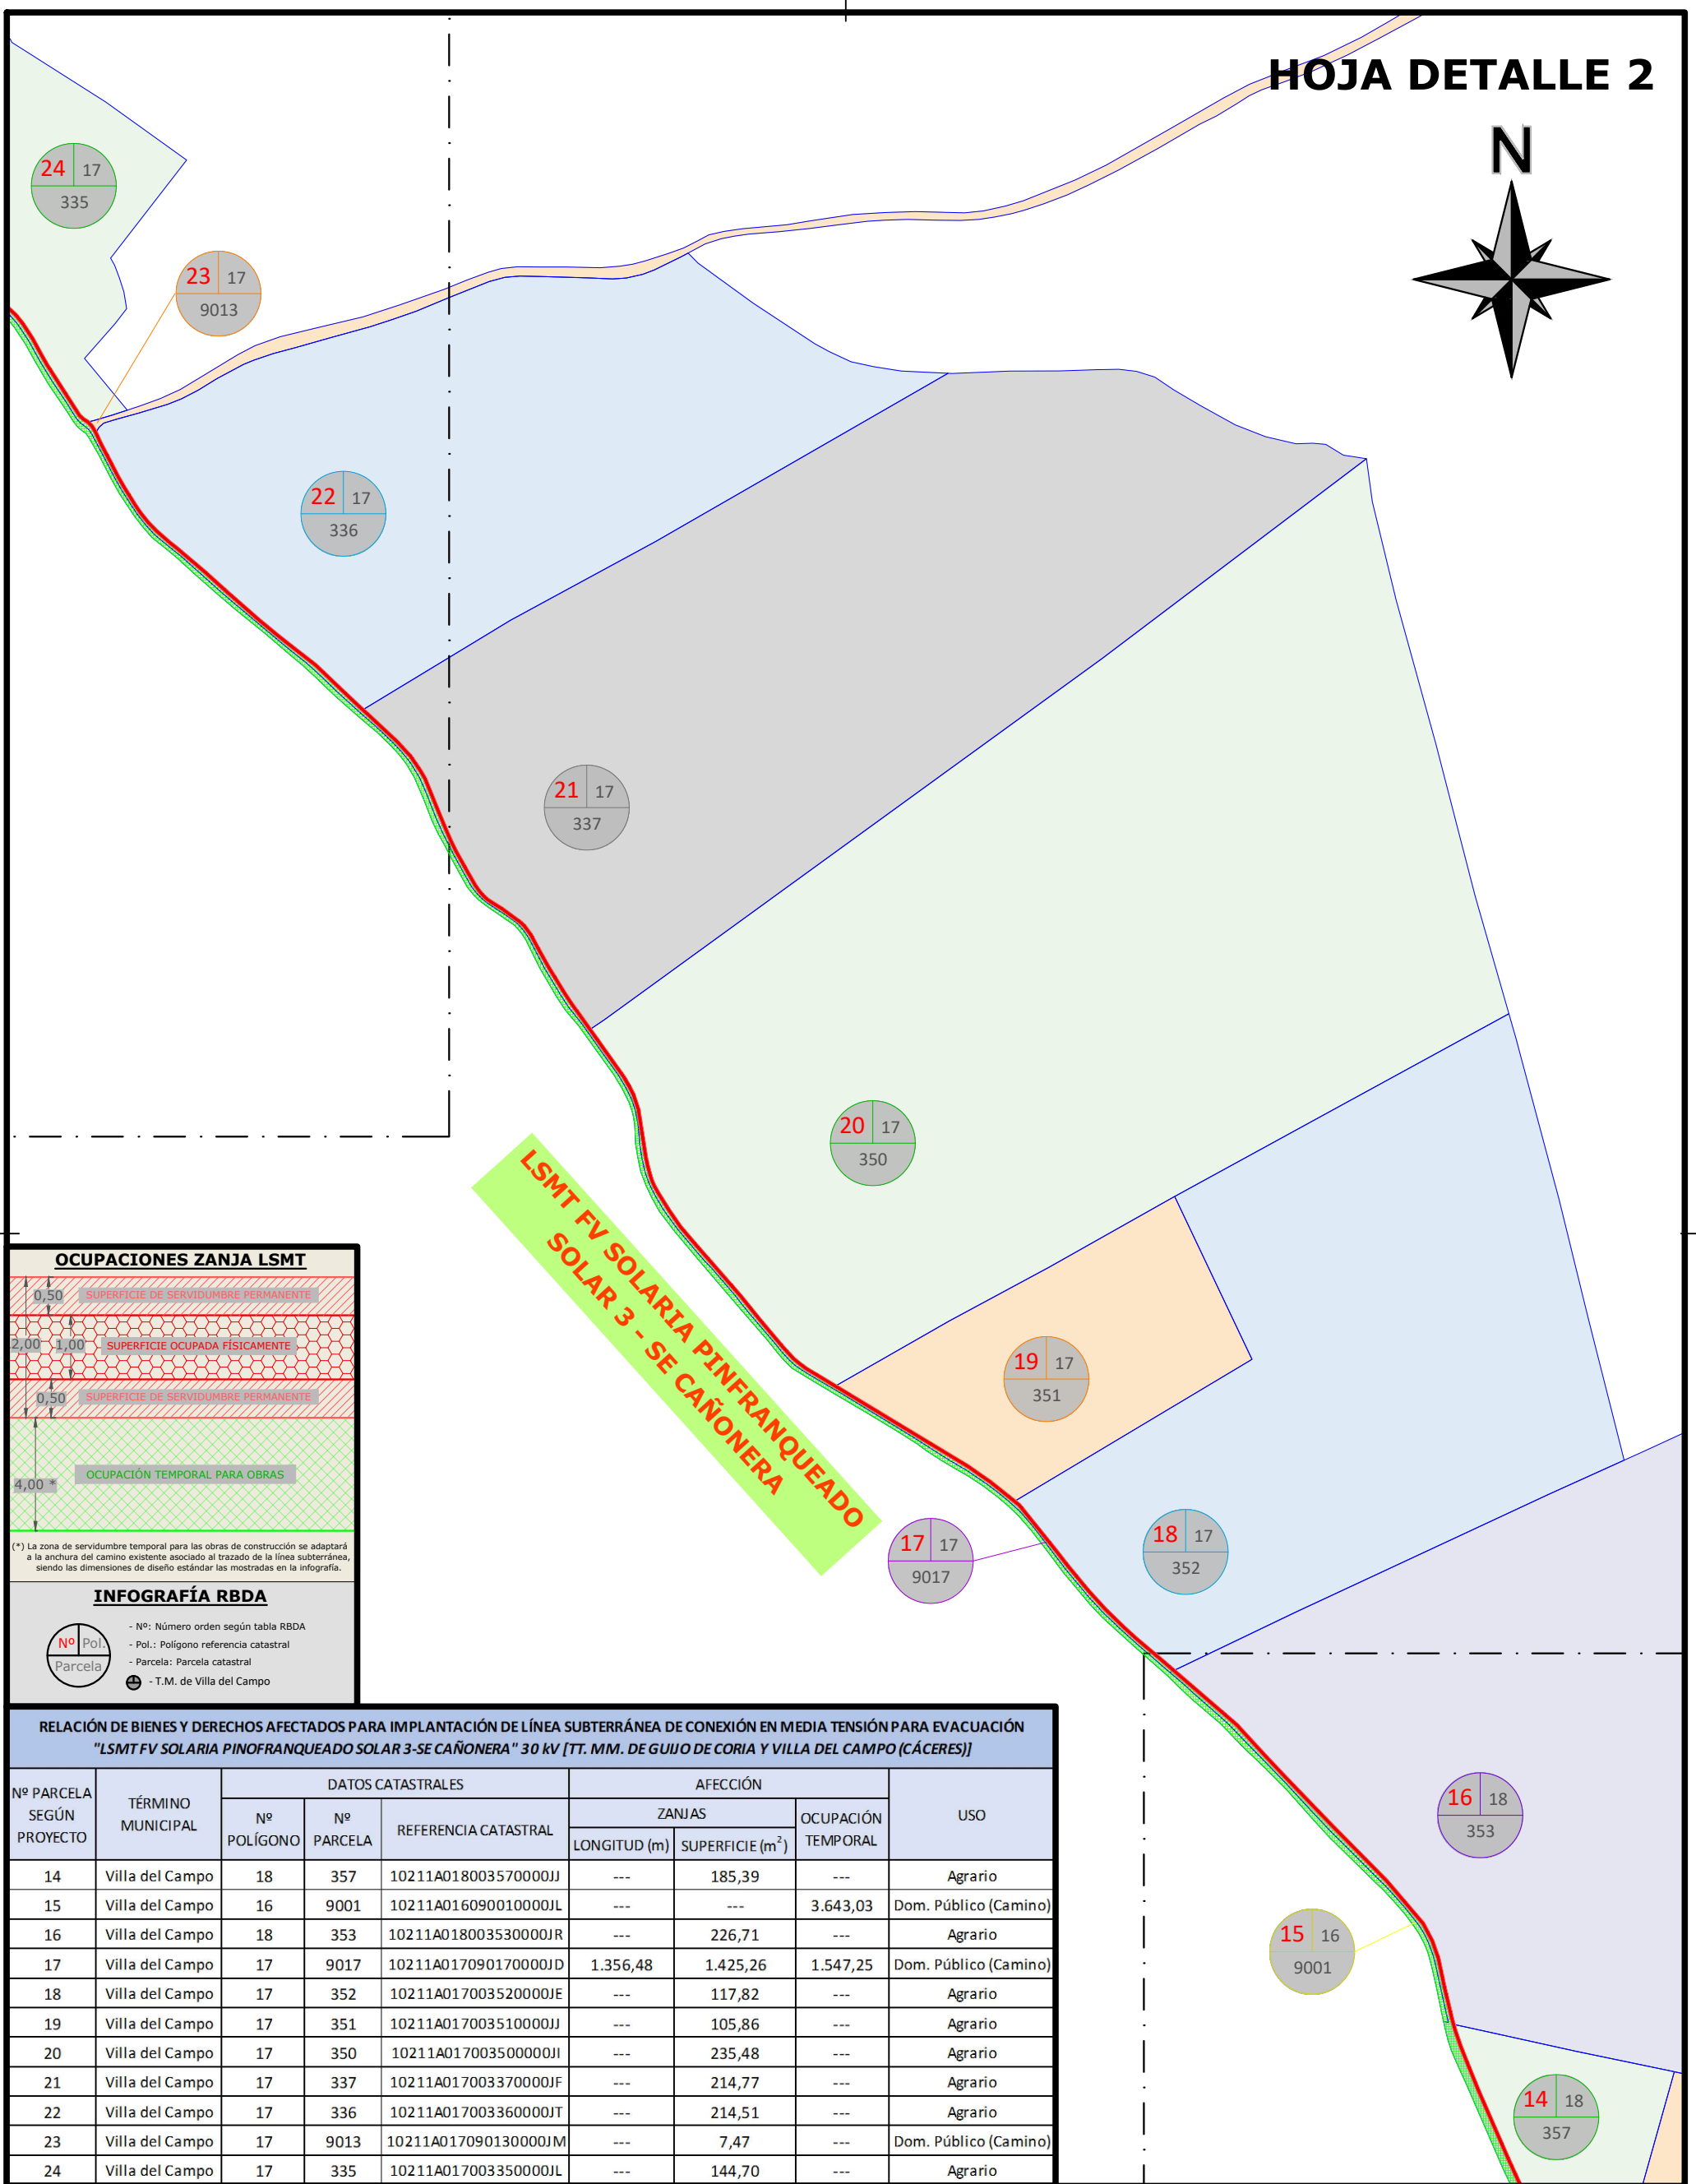 HOJA DETALLE 2
N
24 17
335
23 17
9013
22 17
336
21 17
337
20 17
350
19 17
351
18 17
352
17 17
9017
16 18
353
15 16
9001
14 18
357
LSMT FV SOLARIA PINFRANQUEADO
SOLAR 3 - SE CAÑONERA
OCUPACIONES ZANJA LSMT
0,50 SUPERFICIE DE SERVIDUMBRE PERMANENTE
2,00 1,00 SUPERFICIE OCUPADA FÍSICAMENTE
0,50 SUPERFICIE DE SERVIDUMBRE PERMANENTE
4,00 * OCUPACIÓN TEMPORAL PARA OBRAS
(*) La zona de servidumbre temporal para las obras de construcción se adaptará
a la anchura del camino existente asociado al trazado de la línea subterránea,
siendo las dimensiones de diseño estándar las mostradas en la infografía.
INFOGRAFÍA RBDA
Nº Pol.
Parcela
- Nº: Número orden según tabla RBDA
- Pol.: Polígono referencia catastral
- Parcela: Parcela catastral
- T.M. de Villa del Campo
RELACIÓN DE BIENES Y DERECHOS AFECTADOS PARA IMPLANTACIÓN DE LÍNEA SUBTERRÁNEA DE CONEXIÓN EN MEDIA TENSIÓN PARA EVACUACIÓN
"LSMT FV SOLARIA PINOFRANQUEADO SOLAR 3-SE CAÑONERA" 30 kV [TT. MM. DE GUIJO DE CORIA Y VILLA DEL CAMPO (CÁCERES)]
Nº PARCELA SEGÚN PROYECTO TÉRMINO MUNICIPAL DATOS CATASTRALES AFECCIÓN USO
Nº POLÍGONO Nº PARCELA REFERENCIA CATASTRAL ZANJAS OCUPACIÓN TEMPORAL
LONGITUD (m) SUPERFICIE (m²)
14 Villa del Campo 18 357 10211A018003570000JJ --- 185,39 --- Agrario
15 Villa del Campo 16 9001 10211A016090010000JL --- --- 3.643,03 Dom. Público (Camino)
16 Villa del Campo 18 353 10211A018003530000JR --- 226,71 --- Agrario
17 Villa del Campo 17 9017 10211A017090170000JD 1.356,48 1.425,26 1.547,25 Dom. Público (Camino)
18 Villa del Campo 17 352 10211A017003520000JE --- 117,82 --- Agrario
19 Villa del Campo 17 351 10211A017003510000JJ --- 105,86 --- Agrario
20 Villa del Campo 17 350 10211A017003500000JI --- 235,48 --- Agrario
21 Villa del Campo 17 337 10211A017003370000JF --- 214,77 --- Agrario
22 Villa del Campo 17 336 10211A017003360000JT --- 214,51 --- Agrario
23 Villa del Campo 17 9013 10211A017090130000JM --- 7,47 --- Dom. Público (Camino)
24 Villa del Campo 17 335 10211A017003350000JL --- 144,70 --- Agrario